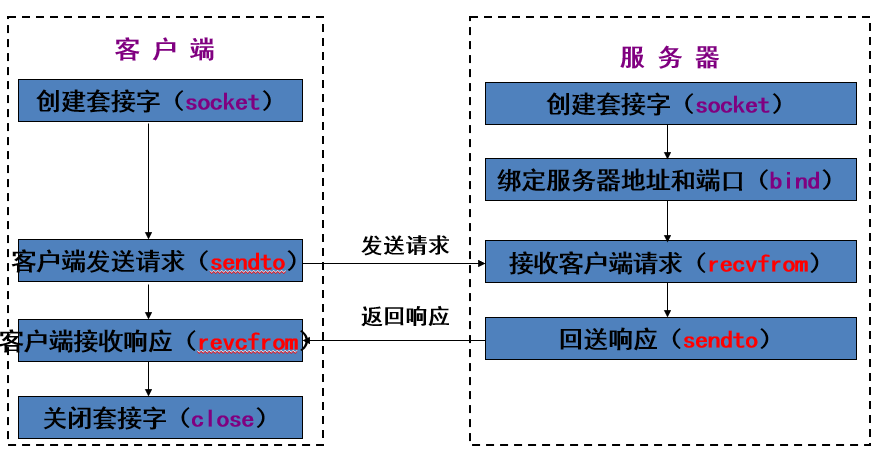 客 户 端
创建套接字（socket）
客户端发送请求（sendto）
客户端接收响应（revcfrom）
关闭套接字（close）
发送请求
返回响应
服 务 器
创建套接字（socket）
绑定服务器地址和端口（bind）
接收客户端请求（recvfrom）
回送响应（sendto）